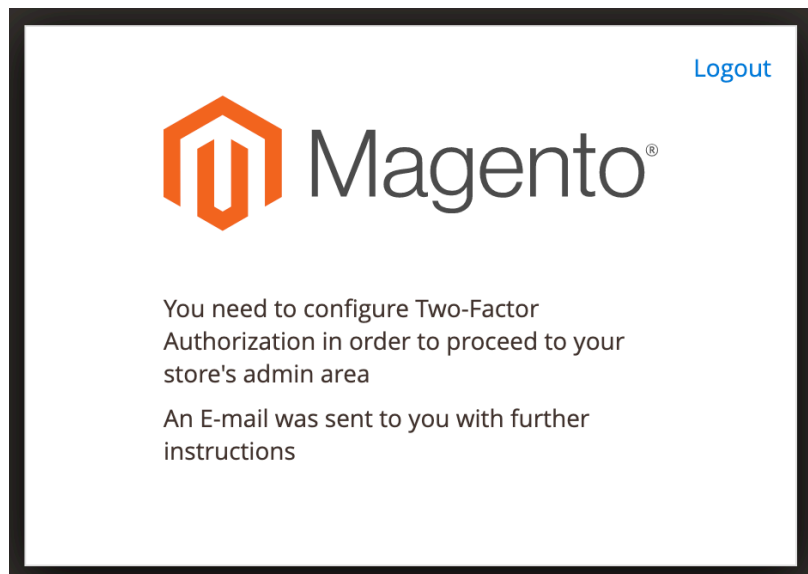 Logout
Magento®
You need to configure Two-Factor
Authorization in order to proceed to your
store's admin area
An E-mail was sent to you with further
instructions